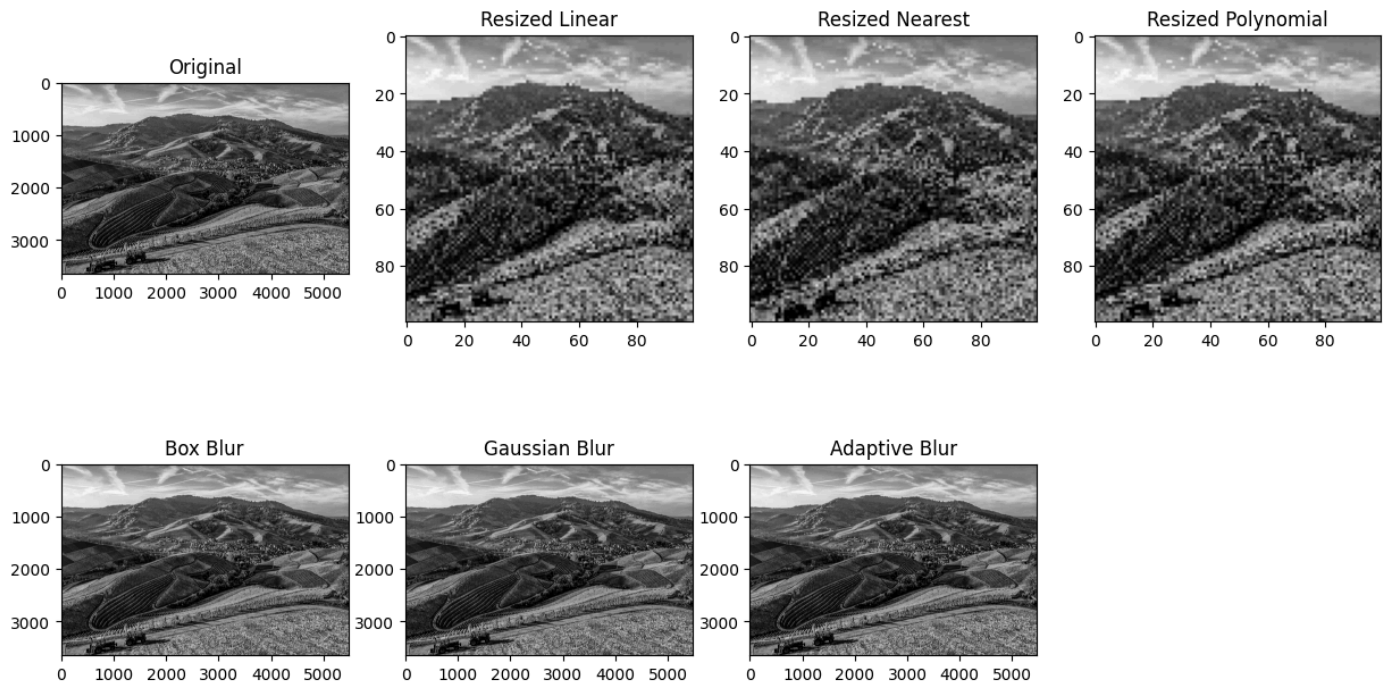 Original
0
1000
2000
3000
0 1000 2000 3000 4000 5000
Resized Linear
0
20
40
60
80
0 20 40 60 80
Resized Nearest
0
20
40
60
80
0 20 40 60 80
Resized Polynomial
0
20
40
60
80
0 20 40 60 80
Box Blur
0
1000
2000
3000
0 1000 2000 3000 4000 5000
Gaussian Blur
0
1000
2000
3000
0 1000 2000 3000 4000 5000
Adaptive Blur
0
1000
2000
3000
0 1000 2000 3000 4000 5000